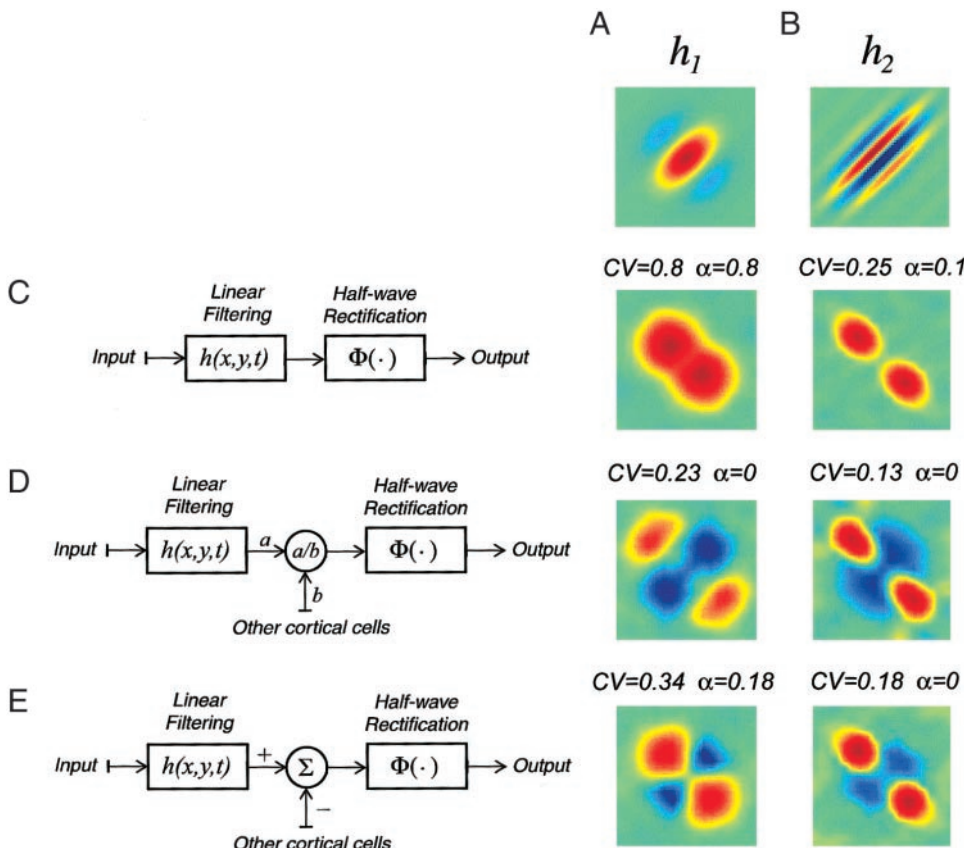 A B
h1 h2
CV=0.8 α=0.8 CV=0.25 α=0.1
C
Linear Filtering Half-wave Rectification
Input h(x,y,t) Φ(·) Output
CV=0.23 α=0 CV=0.13 α=0
D
Linear Filtering Half-wave Rectification
Input h(x,y,t) a a/b Φ(·) Output
b
Other cortical cells
CV=0.34 α=0.18 CV=0.18 α=0
E
Linear Filtering Half-wave Rectification
Input h(x,y,t) + Σ Φ(·) Output
−
Other cortical cells